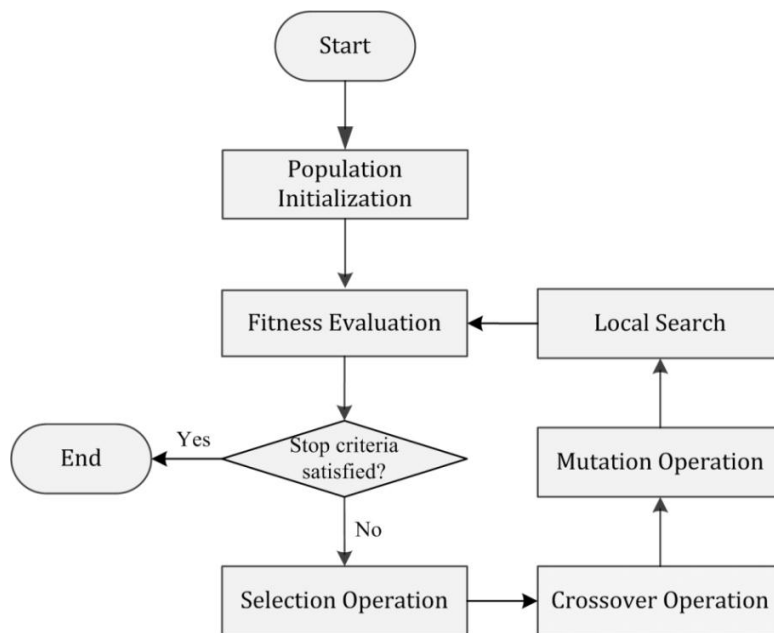 Start
Population
Initialization
Fitness Evaluation
Local Search
Yes
End
Stop criteria
satisfied?
Mutation Operation
No
Selection Operation
Crossover Operation